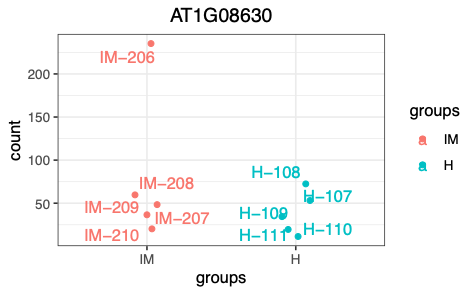 AT1G08630
count
200
150
100
50
IM−206
IM−208
IM−209
IM−207
IM−210
H−108
H−107
H−109
H−110
H−111
IM
H
groups
groups
a IM
a H